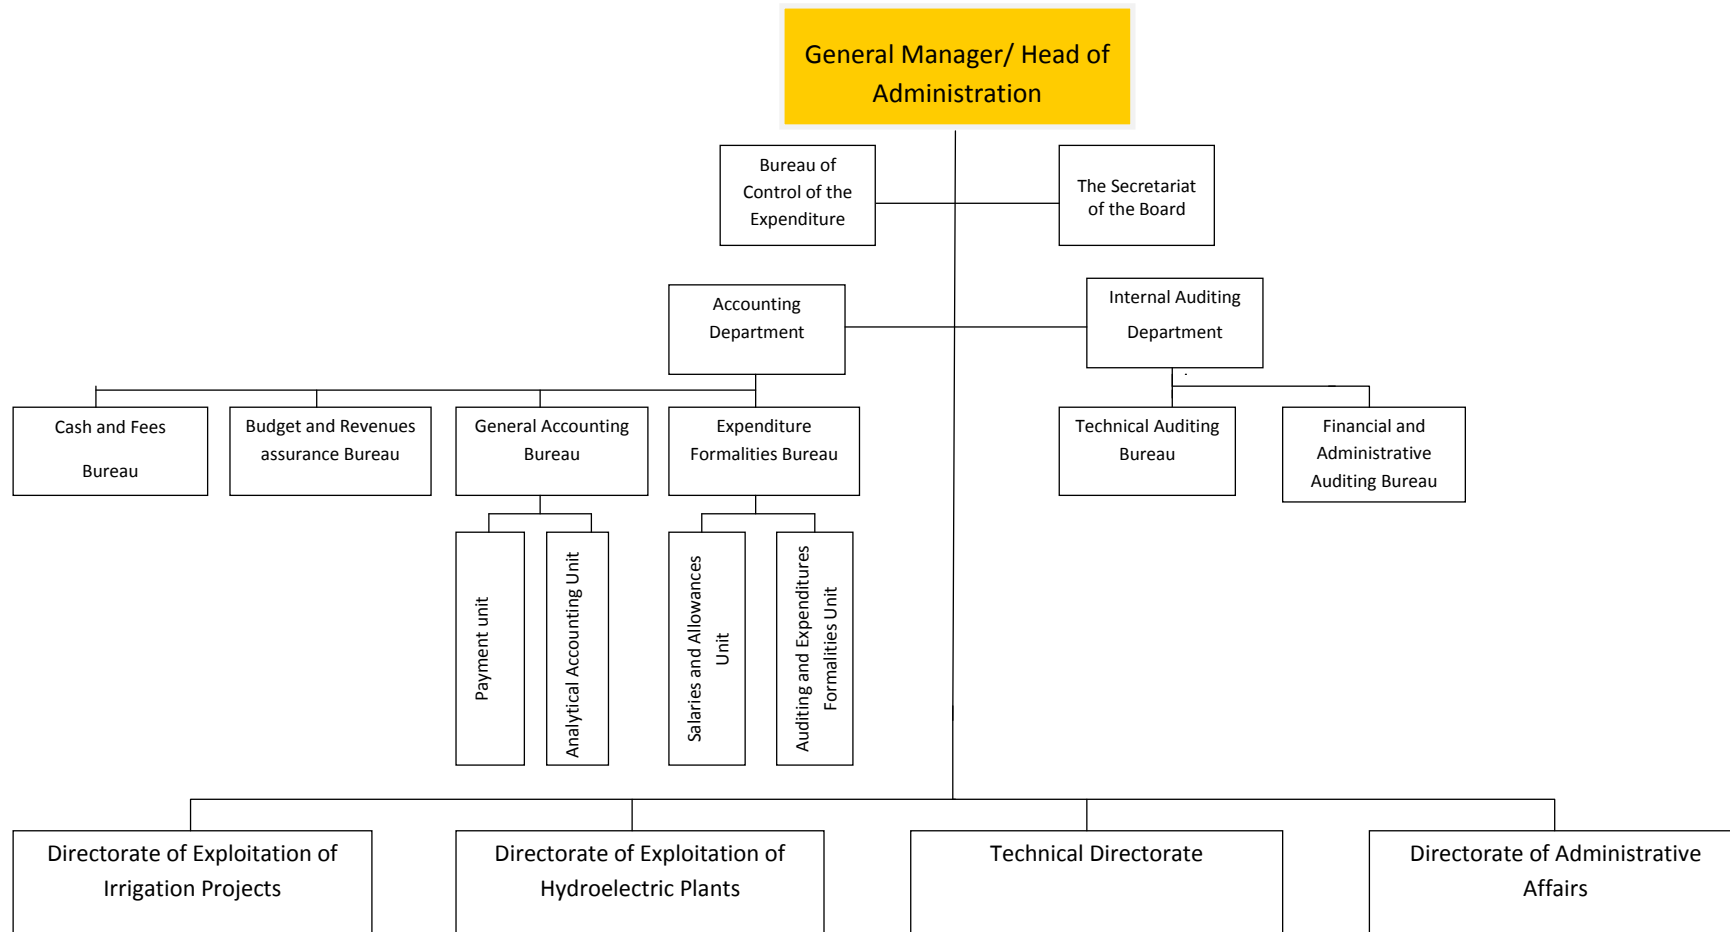 General Manager/ Head of
Administration
Bureau of
Control of the
Expenditure
The Secretariat
of the Board
Accounting
Department
Internal Auditing
Department
Cash and Fees
Bureau
Budget and Revenues
assurance Bureau
General Accounting
Bureau
Expenditure
Formalities Bureau
Technical Auditing
Bureau
Financial and
Administrative
Auditing Bureau
Payment unit
Analytical Accounting Unit
Salaries and Allowances
Unit
Auditing and Expenditures
Formalities Unit
Directorate of Exploitation of
Irrigation Projects
Directorate of Exploitation of
Hydroelectric Plants
Technical Directorate
Directorate of Administrative
Affairs